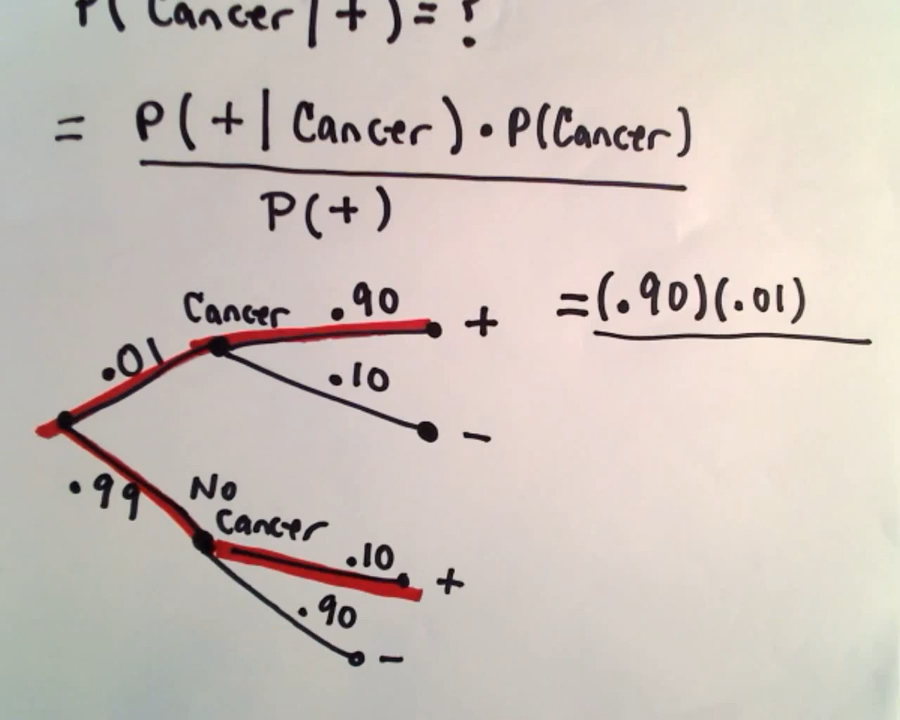 P( Cancer | + ) = ?
= P( + | Cancer ) • P(Cancer)
P( + )
Cancer .90 +
=(.90)(.01)
.01
.10
-
.99
No
Cancer
.10
+
.90
-